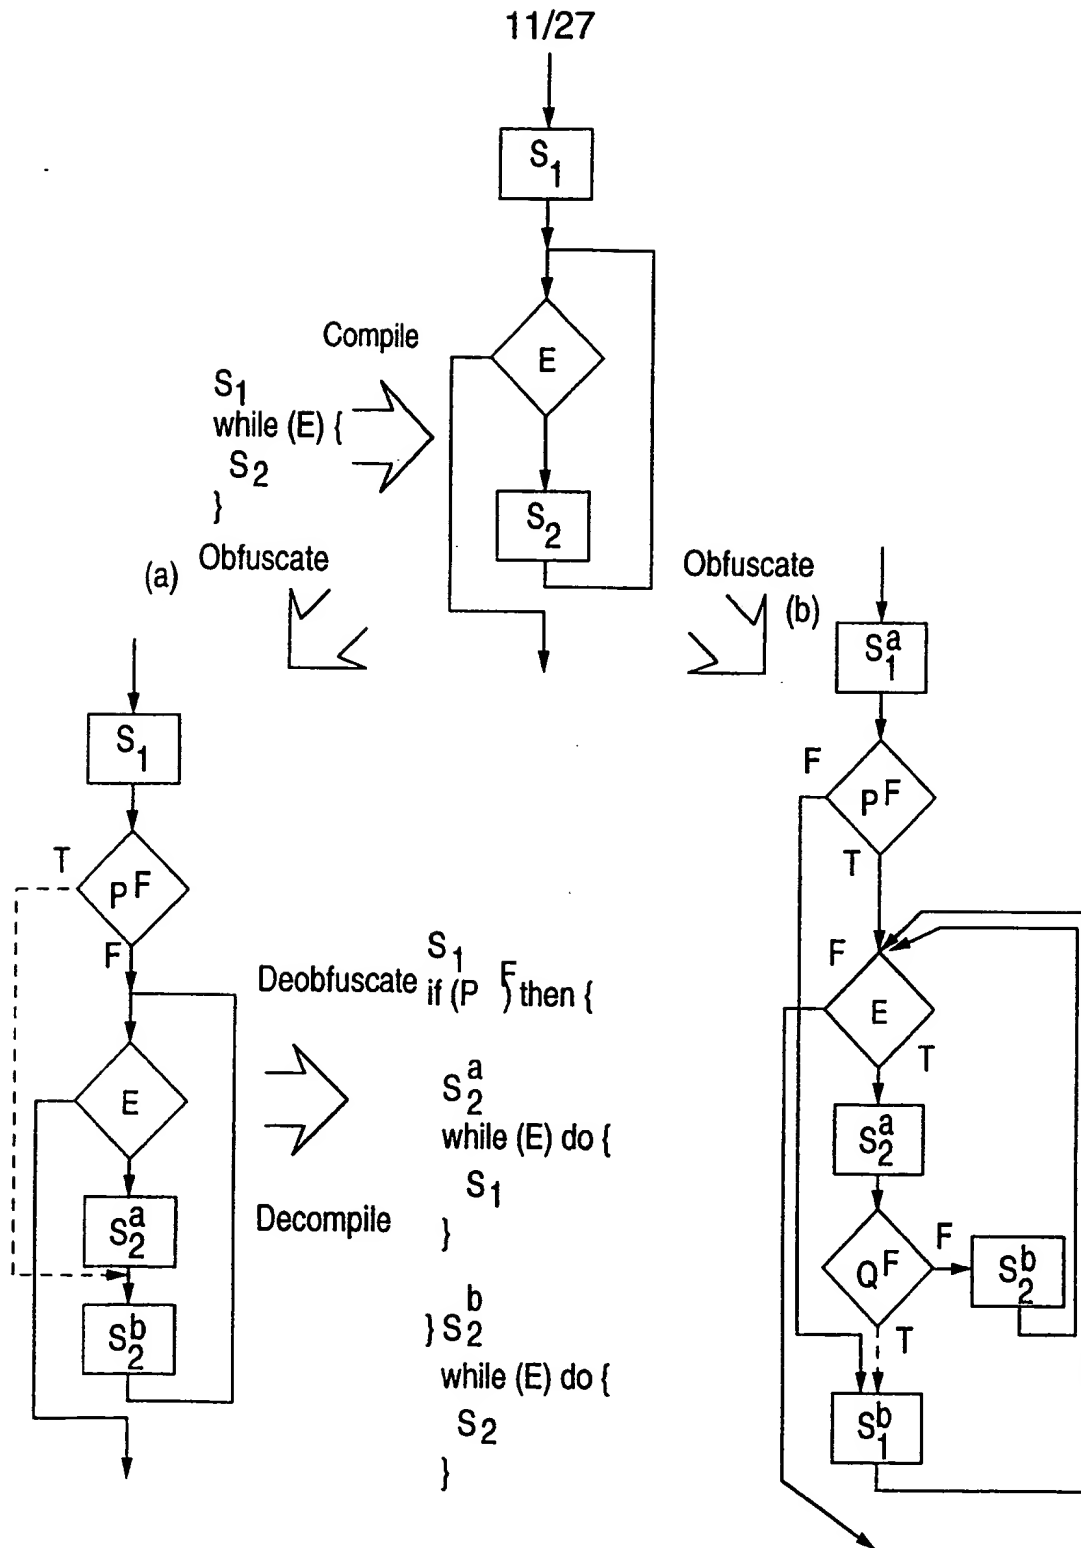 11/27
S1
E
S2
Compile
S1
while (E) {
S2
}
Obfuscate
(a)
Obfuscate
(b)
S1
T
PF
F
E
S2a
S2b
Deobfuscate
Decompile
S1
if (P F) then {
S2a
while (E) do {
S1
}
} S2b
while (E) do {
S2
}
S1a
F
PF
T
F
E
T
S2a
QF
F
S2b
T
S1b